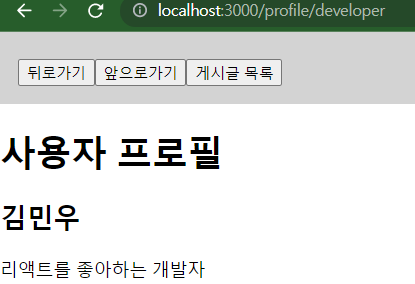 localhost:3000/profile/developer
뒤로가기 앞으로가기 게시글 목록
사용자 프로필
김민우
리액트를 좋아하는 개발자